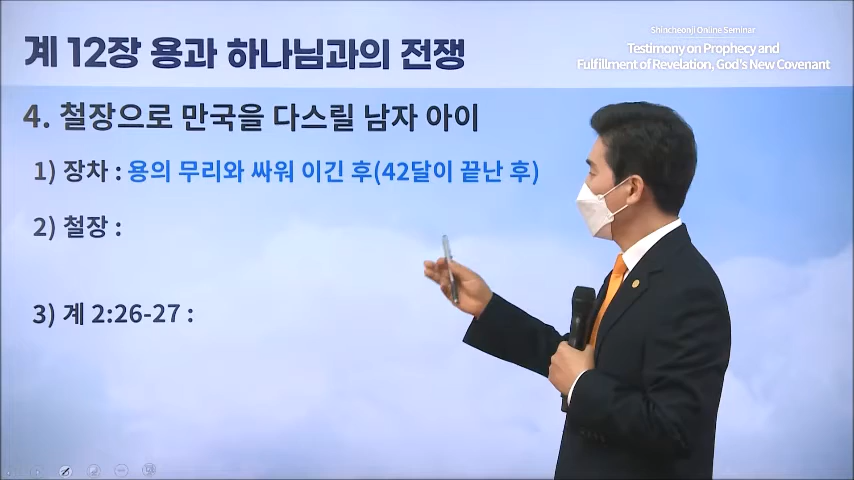 Shincheonji Online Seminar
계 12장 용과 하나님과의 전쟁
Testimony on Prophecy and
Fulfillment of Revelation, God's New Covenant
4. 철장으로 만국을 다스릴 남자 아이
1) 장차 : 용의 무리와 싸워 이긴 후(42달이 끝난 후)
2) 철장 :
3) 계 2:26-27 :